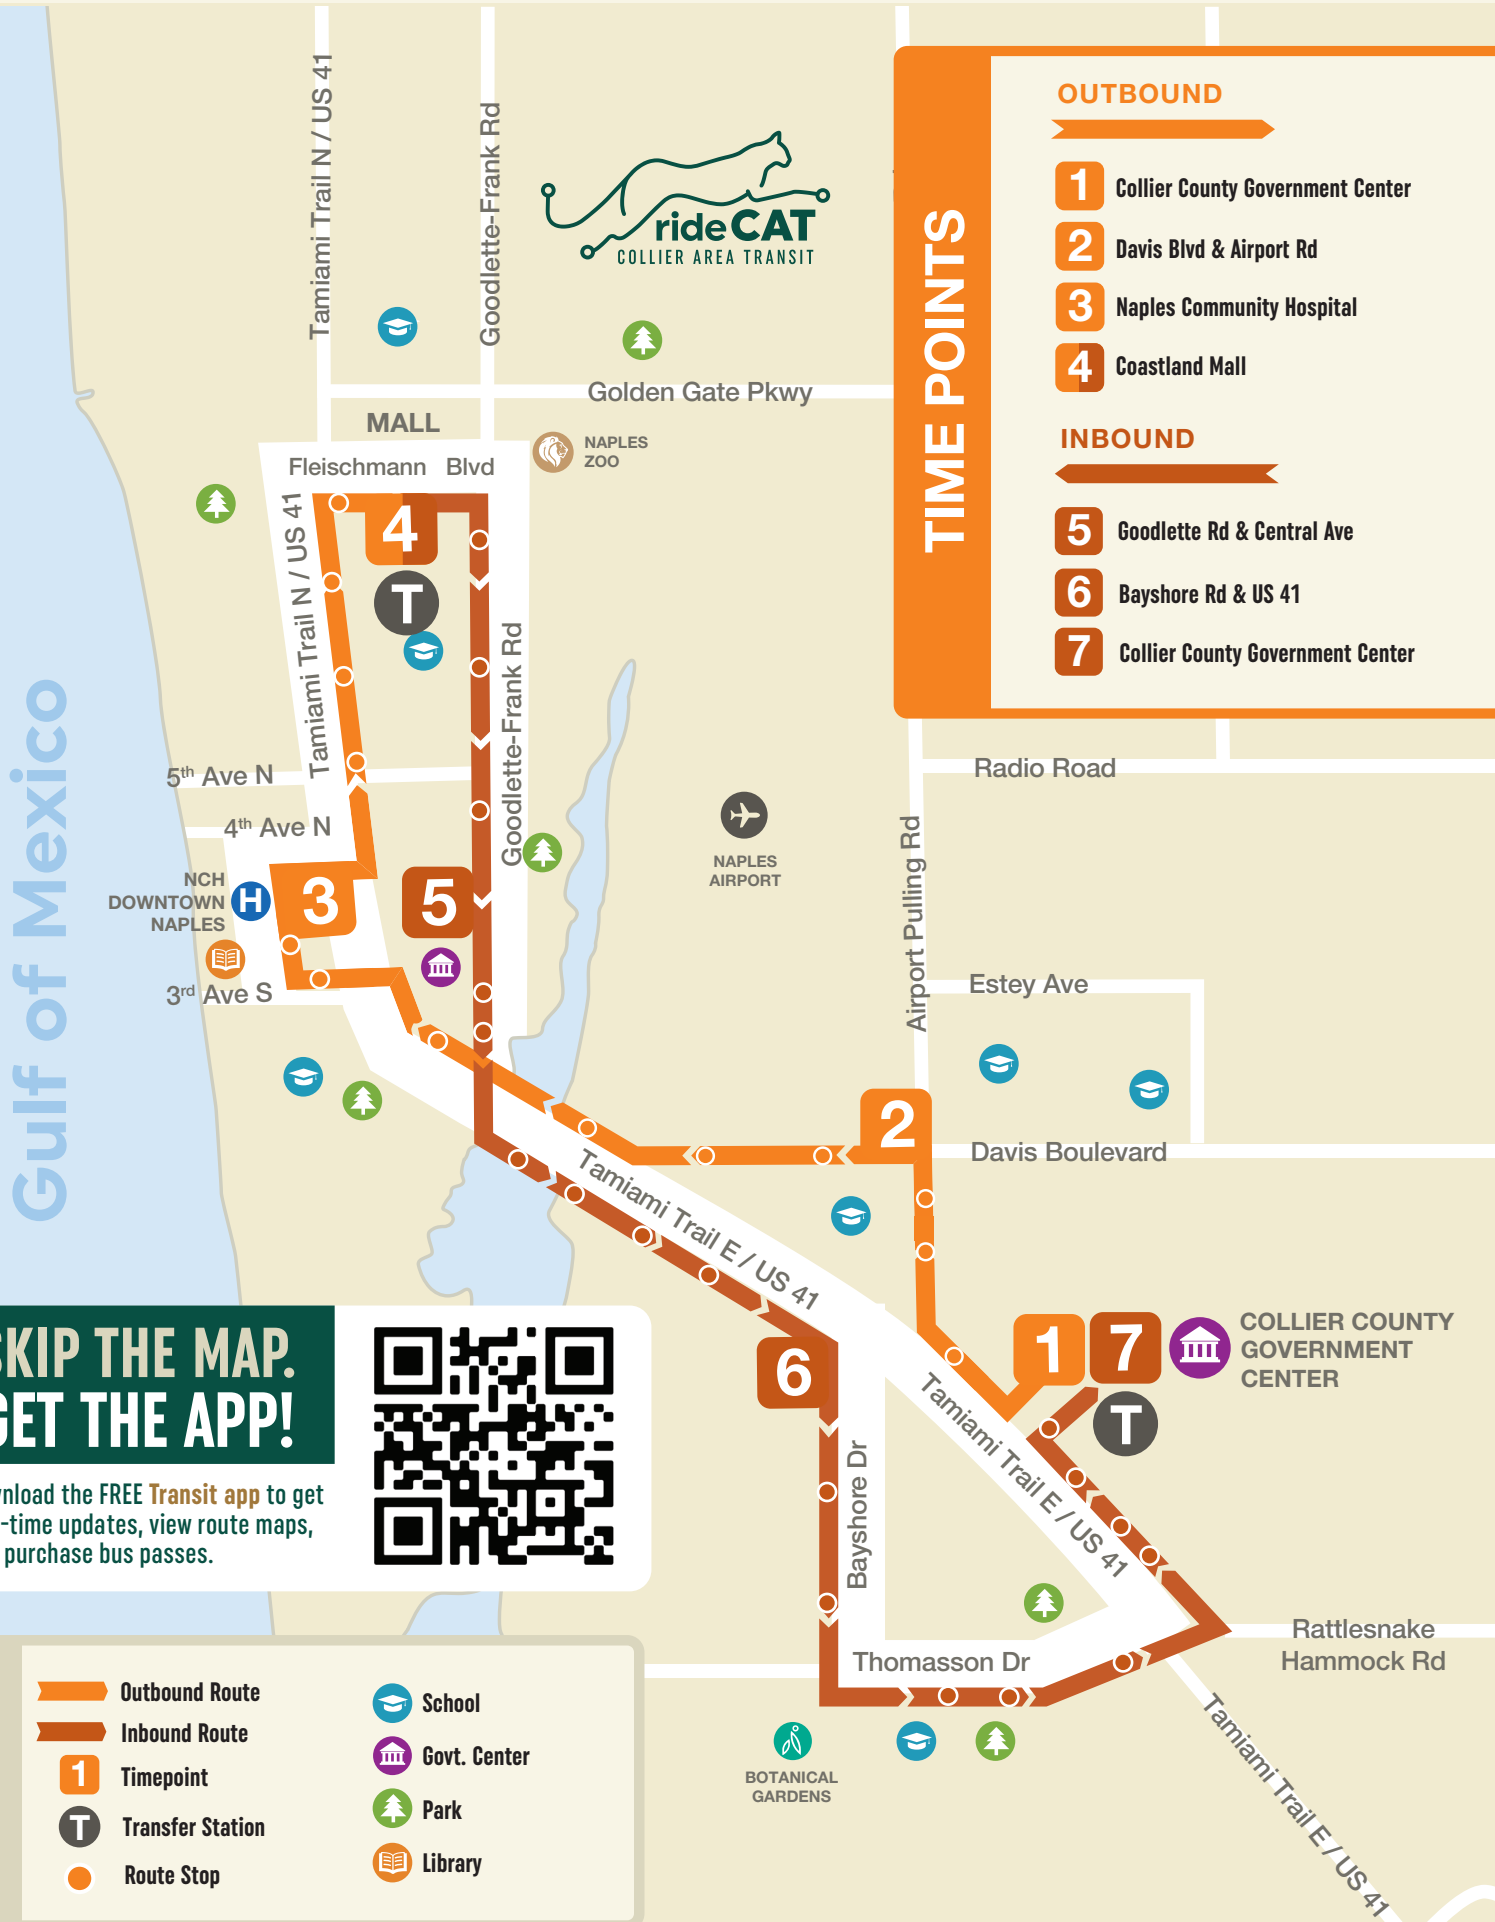 Tamiami Trail N / US 41
Goodlette-Frank Rd
rideCAT
COLLIER AREA TRANSIT
Golden Gate Pkwy
MALL
NAPLES
ZOO
Fleischmann Blvd
4
T
Tamiami Trail N / US 41
Goodlette-Frank Rd
TIME POINTS
OUTBOUND
1 Collier County Government Center
2 Davis Blvd & Airport Rd
3 Naples Community Hospital
4 Coastland Mall
INBOUND
5 Goodlette Rd & Central Ave
6 Bayshore Rd & US 41
7 Collier County Government Center
Gulf of Mexico
5th Ave N
4th Ave N
NCH
DOWNTOWN
NAPLES
H
3
5
3rd Ave S
NAPLES
AIRPORT
Radio Road
Airport Pulling Rd
Estey Ave
2
Davis Boulevard
Tamiami Trail E / US 41
1
7
T
COLLIER COUNTY
GOVERNMENT
CENTER
6
Bayshore Dr
Tamiami Trail E / US 41
Thomasson Dr
Rattlesnake
Hammock Rd
Tamiami Trail E / US 41
BOTANICAL
GARDENS
SKIP THE MAP.
GET THE APP!
nload the FREE Transit app to get
-time updates, view route maps,
purchase bus passes.
Outbound Route
Inbound Route
1 Timepoint
T Transfer Station
Route Stop
School
Govt. Center
Park
Library